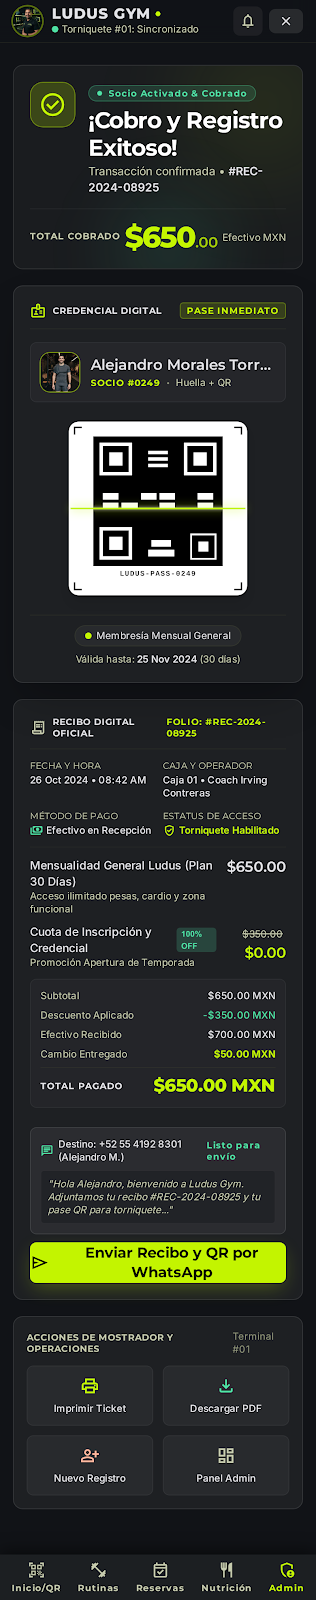 LUDUS GYM
Torniquete #01: Sincronizado
Socio Activado & Cobrado
¡Cobro y Registro
Exitoso!
Transacción confirmada • #REC-
2024-08925
TOTAL COBRADO $650.00 Efectivo MXN
CREDENCIAL DIGITAL PASE INMEDIATO
Alejandro Morales Torr...
SOCIO #0249 • Huella + QR
LUDUS-PASS-0249
Membresía Mensual General
Válida hasta: 25 Nov 2024 (30 días)
RECIBO DIGITAL
OFICIAL
FOLIO: #REC-2024-
08925
FECHA Y HORA
26 Oct 2024 • 08:42 AM
CAJA Y OPERADOR
Caja 01 • Coach Irving
Contreras
MÉTODO DE PAGO
Efectivo en Recepción
ESTATUS DE ACCESO
Torniquete Habilitado
Mensualidad General Ludus (Plan
30 Días)
$650.00
Acceso ilimitado pesas, cardio y zona
funcional
Cuota de Inscripción y
Credencial
100%
OFF
$350.00
$0.00
Promoción Apertura de Temporada
Subtotal $650.00 MXN
Descuento Aplicado -$350.00 MXN
Efectivo Recibido $700.00 MXN
Cambio Entregado $50.00 MXN
TOTAL PAGADO $650.00 MXN
Destino: +52 55 4192 8301
(Alejandro M.)
Listo para
envío
"Hola Alejandro, bienvenido a Ludus Gym.
Adjuntamos tu recibo #REC-2024-08925 y tu
pase QR para torniquete..."
Enviar Recibo y QR por
WhatsApp
ACCIONES DE MOSTRADOR Y
OPERACIONES
Terminal
#01
Imprimir Ticket
Descargar PDF
Nuevo Registro
Panel Admin
Inicio/QR Rutinas Reservas Nutrición Admin